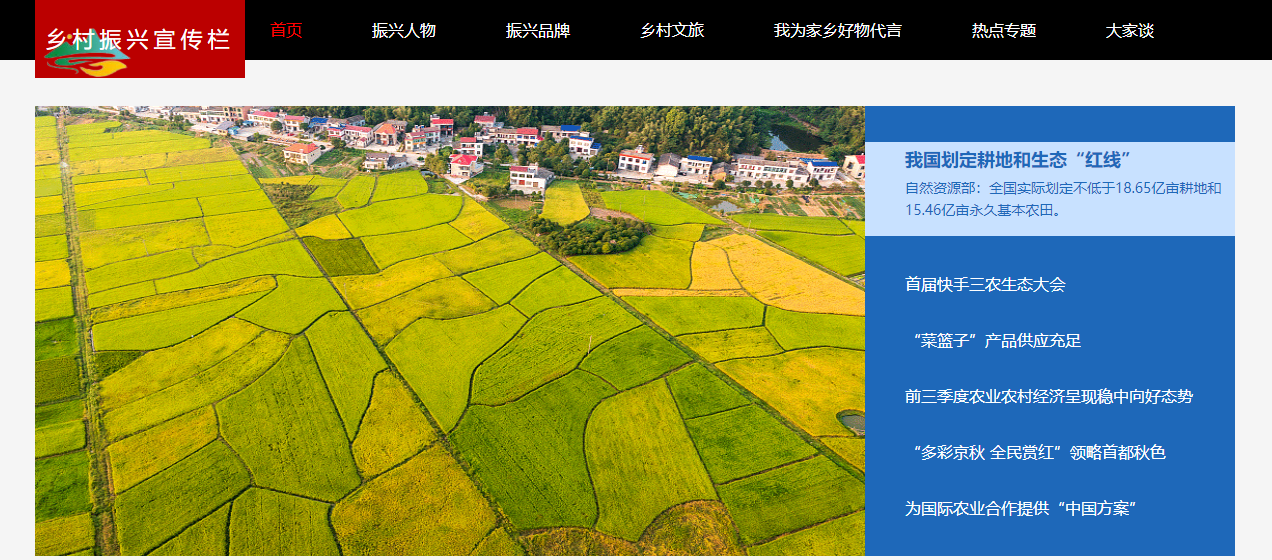 乡村振兴宣传栏
首页 振兴人物 振兴品牌 乡村文旅 我为家乡好物代言 热点专题 大家谈
我国划定耕地和生态“红线”
自然资源部：全国实际划定不低于18.65亿亩耕地和
15.46亿亩永久基本农田。
首届快手三农生态大会
“菜篮子”产品供应充足
前三季度农业农村经济呈现稳中向好态势
“多彩京秋 全民赏红”领略首都秋色
为国际农业合作提供“中国方案”